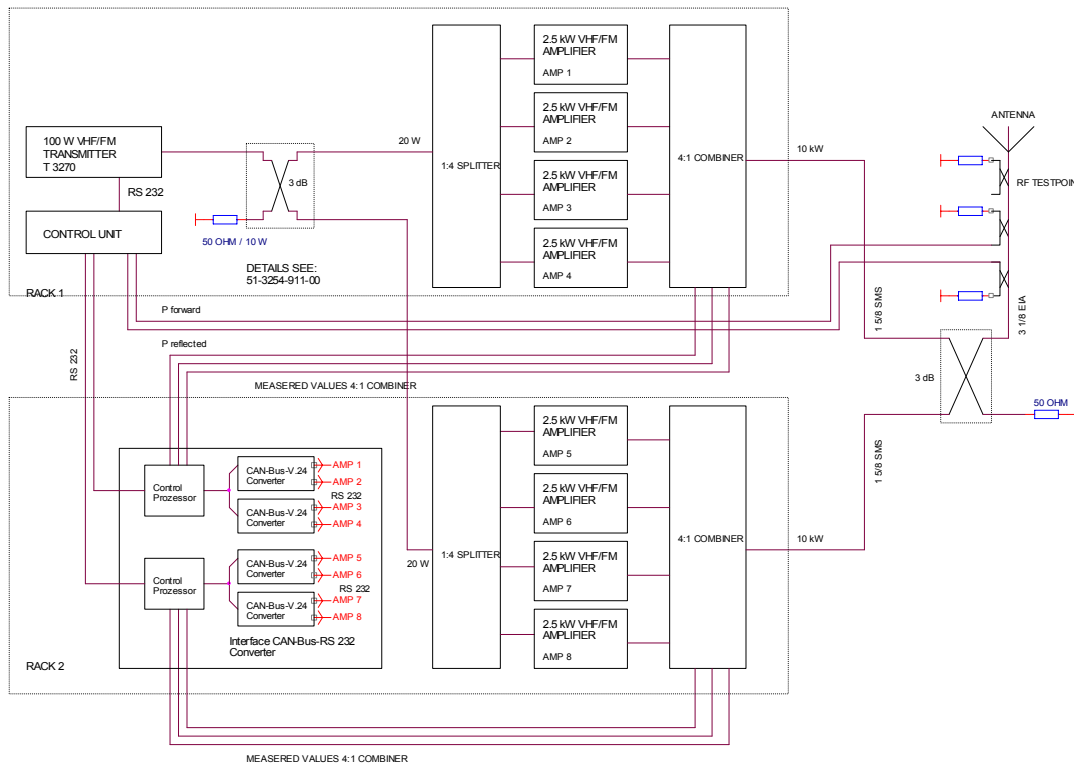 2.5 kW VHF/FM
AMPLIFIER
AMP 1
2.5 kW VHF/FM
AMPLIFIER
AMP 2
2.5 kW VHF/FM
AMPLIFIER
AMP 3
2.5 kW VHF/FM
AMPLIFIER
AMP 4
100 W VHF/FM
TRANSMITTER
T 3270
RS 232
CONTROL UNIT
3 dB
50 OHM / 10 W
DETAILS SEE:
51-3254-911-00
20 W
1:4 SPLITTER
4:1 COMBINER
10 kW
RACK 1
ANTENNA
RF TESTPOIN
P forward
P reflected
RS 232
MEASERED VALUES 4:1 COMBINER
1 5/8 SMS
3 1/8 EIA
3 dB
50 OHM
1 5/8 SMS
2.5 kW VHF/FM
AMPLIFIER
AMP 5
2.5 kW VHF/FM
AMPLIFIER
AMP 6
2.5 kW VHF/FM
AMPLIFIER
AMP 7
2.5 kW VHF/FM
AMPLIFIER
AMP 8
20 W
1:4 SPLITTER
4:1 COMBINER
10 kW
Control
Prozessor
CAN-Bus-V.24
Converter
AMP 1
AMP 2
RS 232
CAN-Bus-V.24
Converter
AMP 3
AMP 4
Control
Prozessor
CAN-Bus-V.24
Converter
AMP 5
AMP 6
RS 232
CAN-Bus-V.24
Converter
AMP 7
AMP 8
Interface CAN-Bus-RS 232
Converter
RACK 2
MEASERED VALUES 4:1 COMBINER